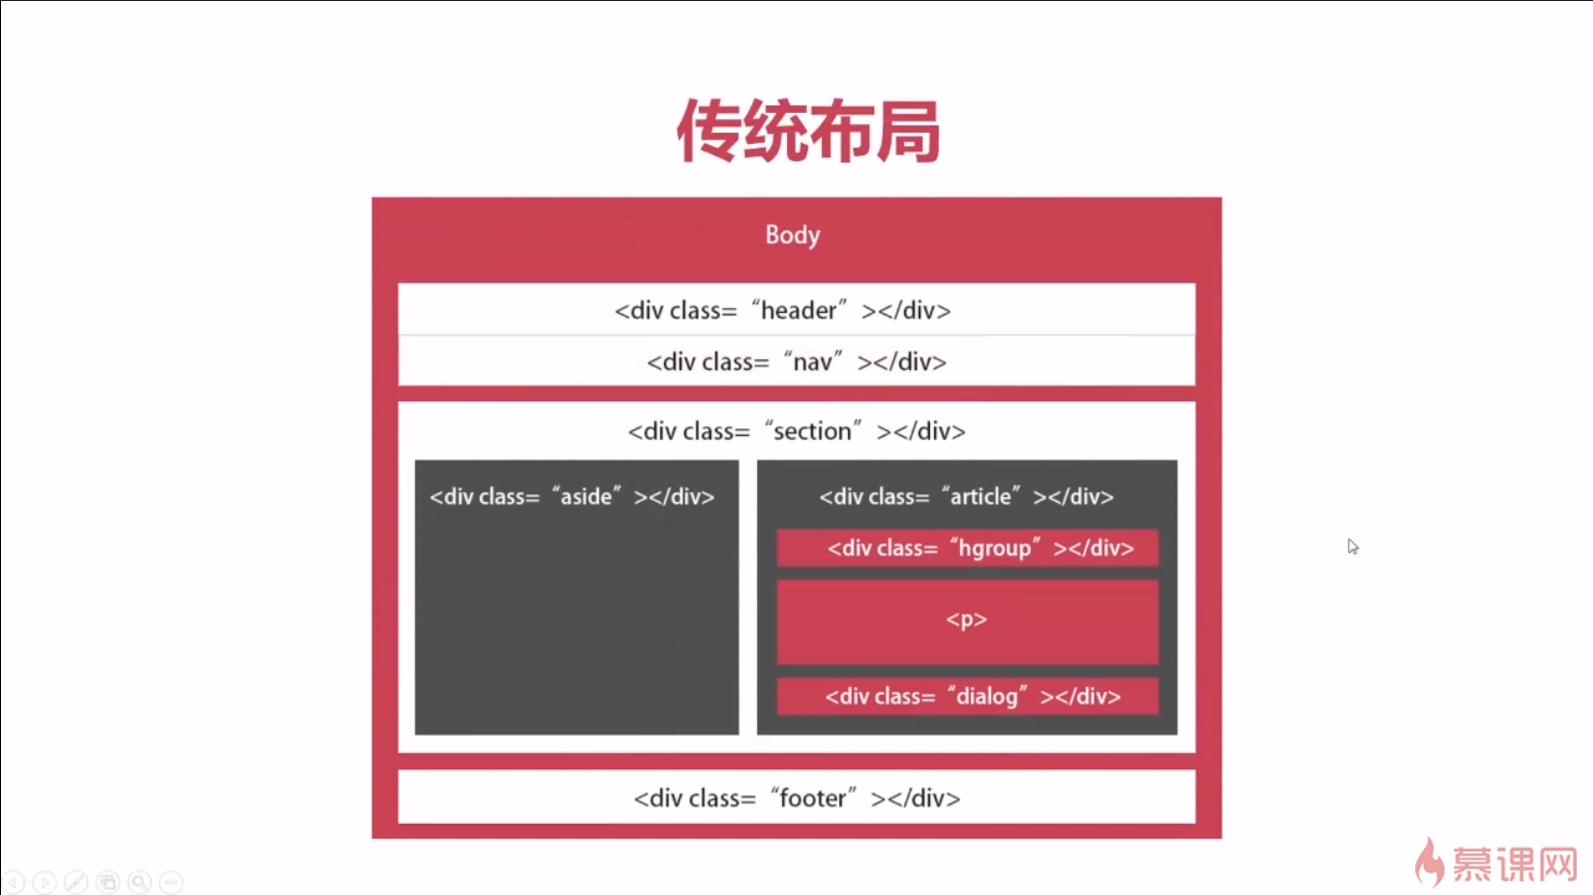 传统布局
Body
<div class= “header” ></div>
<div class= “nav” ></div>
<div class= “section” ></div>
<div class= “aside” ></div>
<div class= “article” ></div>
<div class= “hgroup” ></div>
<p>
<div class= “dialog” ></div>
<div class= “footer” ></div>
慕课网